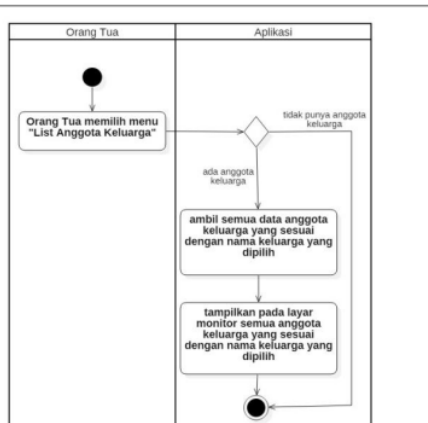 Orang Tua
Aplikasi
Orang Tua memilih menu
"List Anggota Keluarga"
tidak punya anggota
keluarga
ada anggota
keluarga
ambil semua data anggota
keluarga yang sesuai
dengan nama keluarga yang
dipilih
tampilkan pada layar
monitor semua anggota
keluarga yang sesuai
dengan nama keluarga yang
dipilih